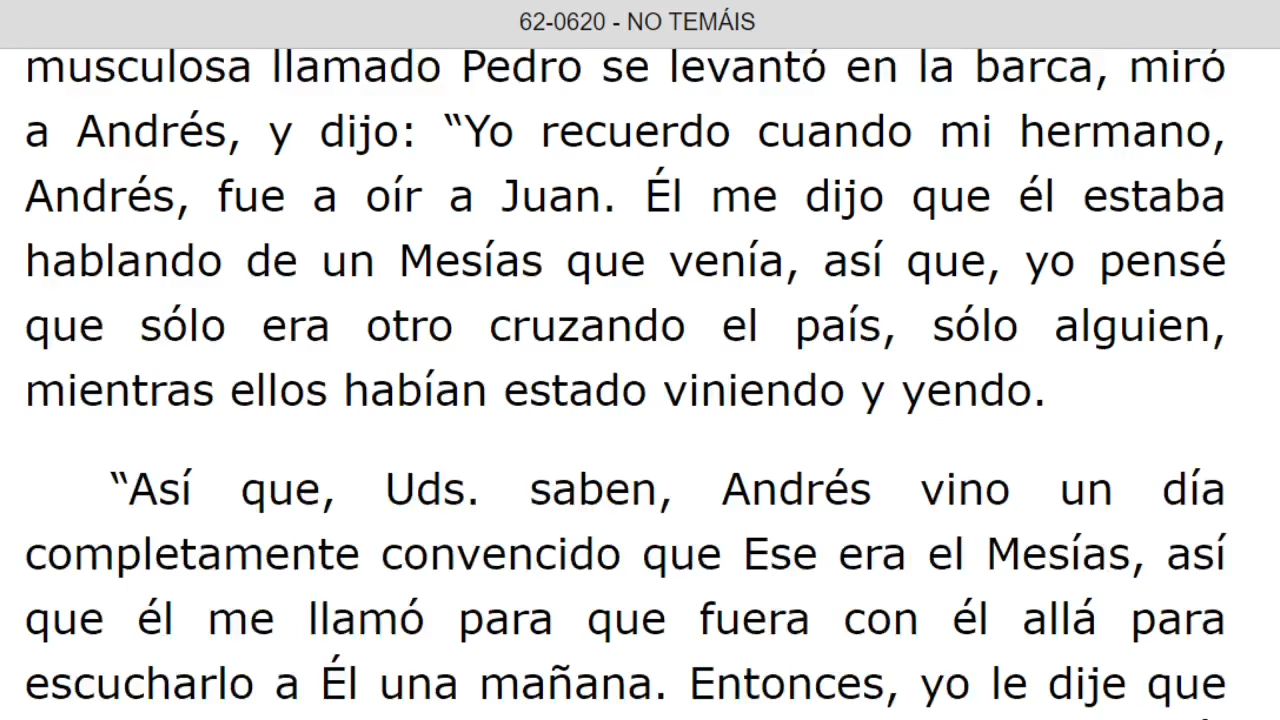 62-0620 - NO TEMÁIS
musculosa llamado Pedro se levantó en la barca, miró
a Andrés, y dijo: “Yo recuerdo cuando mi hermano,
Andrés, fue a oír a Juan. Él me dijo que él estaba
hablando de un Mesías que venía, así que, yo pensé
que sólo era otro cruzando el país, sólo alguien,
mientras ellos habían estado viniendo y yendo.
“Así que, Uds. saben, Andrés vino un día
completamente convencido que Ese era el Mesías, así
que él me llamó para que fuera con él allá para
escucharlo a Él una mañana. Entonces, yo le dije que